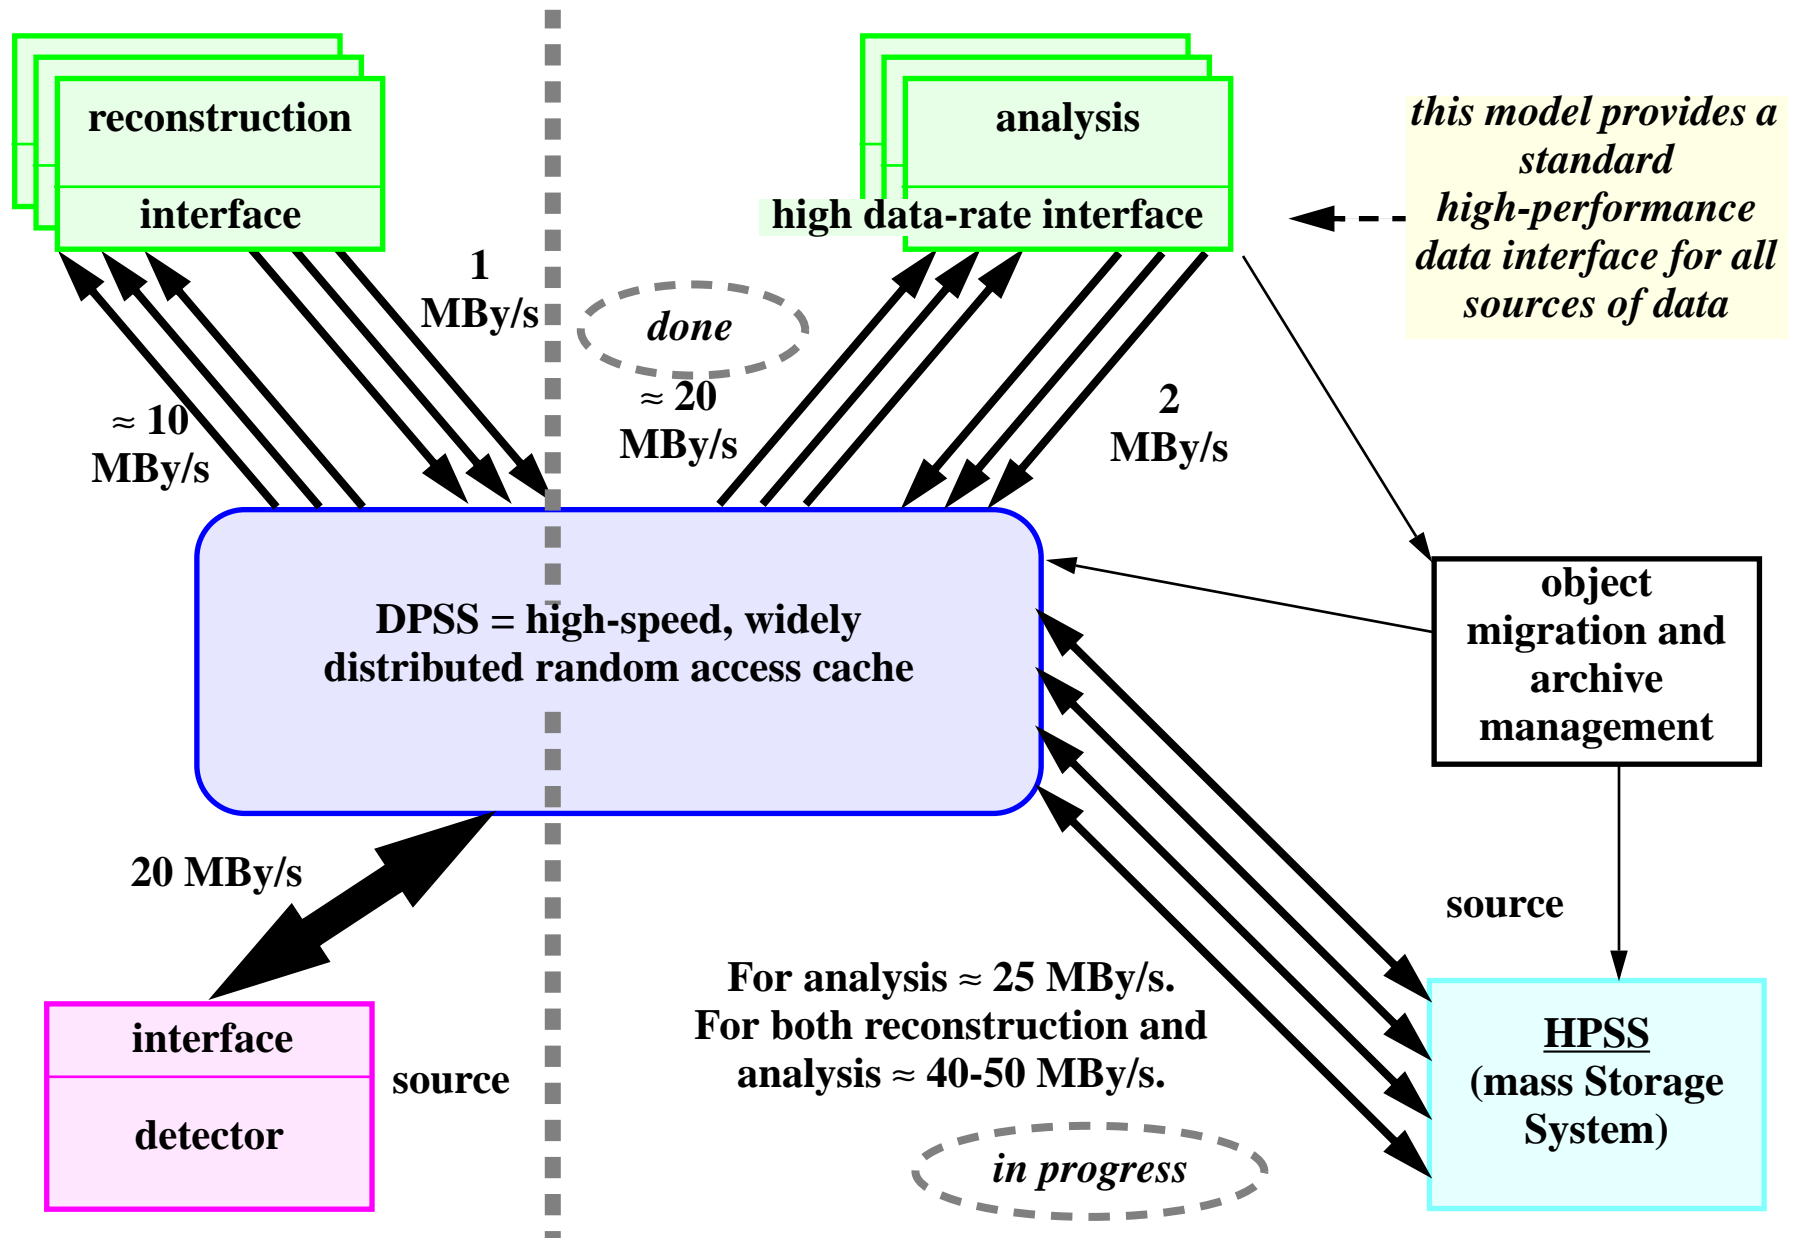 reconstruction
interface
analysis
high data-rate interface
this model provides a
standard
high-performance
data interface for all
sources of data
1
MBy/s
done
≈ 10
MBy/s
≈ 20
MBy/s
2
MBy/s
DPSS = high-speed, widely
distributed random access cache
object
migration and
archive
management
20 MBy/s
source
interface
detector
source
For analysis ≈ 25 MBy/s.
For both reconstruction and
analysis ≈ 40-50 MBy/s.
in progress
HPSS
(mass Storage
System)